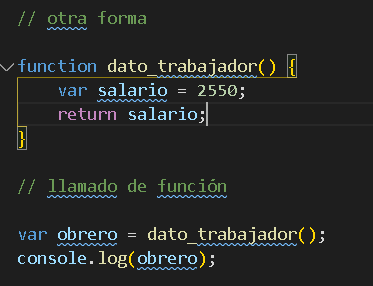 // otra forma
function dato_trabajador() {
var salario = 2550;
return salario;
}
// llamado de función
var obrero = dato_trabajador();
console.log(obrero);